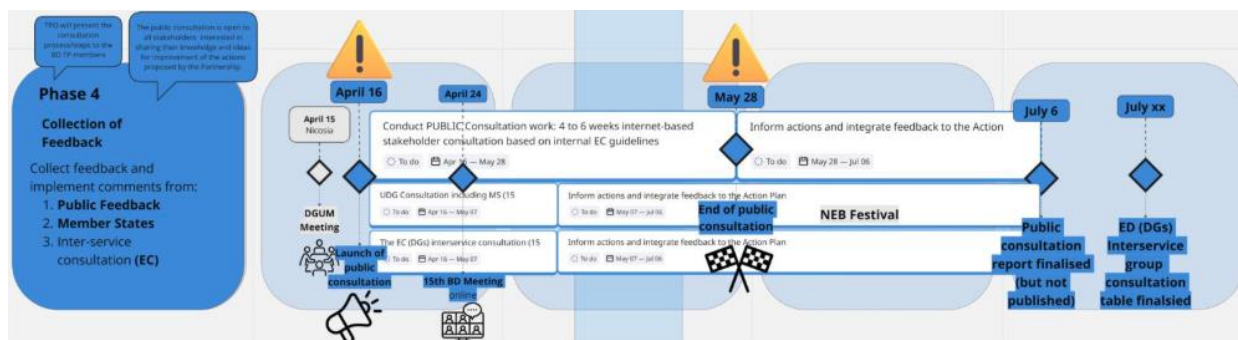 TPO will present the
consultation
process/steps to the
BD TP members
The public consultation is open to
all stakeholders interested in
sharing their knowledge and ideas
for improvement of the actions
proposed by the Partnership.
Phase 4
Collection of
Feedback
Collect feedback and
implement comments from:
1. Public Feedback
2. Member States
3. Inter-service
consultation (EC)
April 15
Nicosia
DGUM
Meeting
April 16
Launch of
public
consultation
April 24
15th BD Meeting
online
Conduct PUBLIC Consultation work: 4 to 6 weeks internet-based
stakeholder consultation based on internal EC guidelines
To do Apr 16 — May 28
Inform actions and integrate feedback to the Action
To do May 28 — Jul 06
UDG Consultation including MS (15
To do Apr 16 — May 07
Inform actions and integrate feedback to the Action Plan
To do May 07 — Jul 06
The EC (DGs) interservice consultation (15
To do Apr 16 — May 07
Inform actions and integrate feedback to the Action Plan
To do May 07 — Jul 06
May 28
End of public
consultation
NEB Festival
July 6
Public
consultation
report finalised
(but not
published)
July xx
ED (DGs)
Interservice
group
consultation
table finalsied